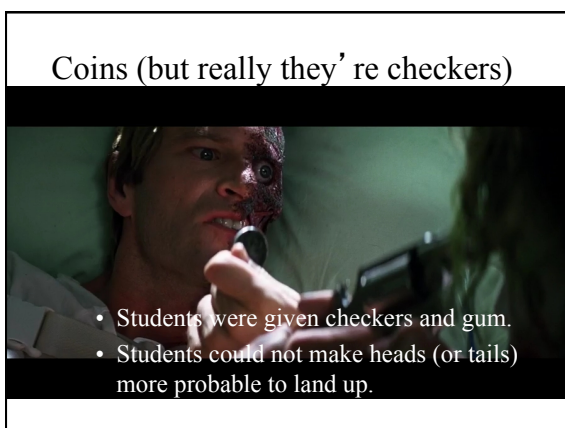 Coins (but really they’re checkers)
• Students were given checkers and gum.
• Students could not make heads (or tails)
more probable to land up.